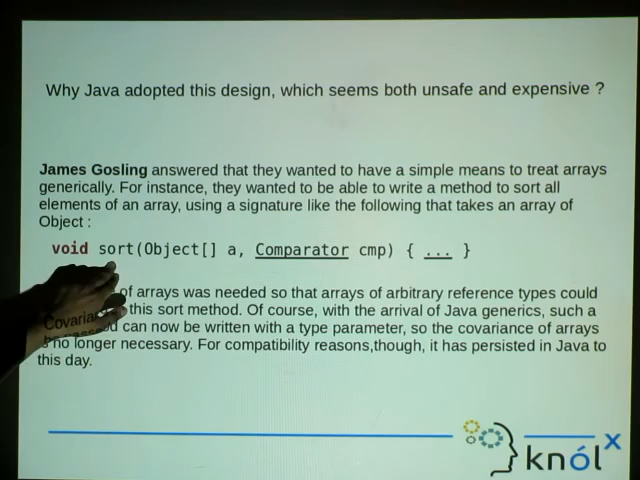 Why Java adopted this design, which seems both unsafe and expensive ?
James Gosling answered that they wanted to have a simple means to treat arrays
generically. For instance, they wanted to be able to write a method to sort all
elements of an array, using a signature like the following that takes an array of
Object :
void sort(Object[] a, Comparator cmp) { ... }
Covariance of arrays was needed so that arrays of arbitrary reference types could
this sort method. Of course, with the arrival of Java generics, such a
can now be written with a type parameter, so the covariance of arrays
no longer necessary. For compatibility reasons,though, it has persisted in Java to
this day.
knólx